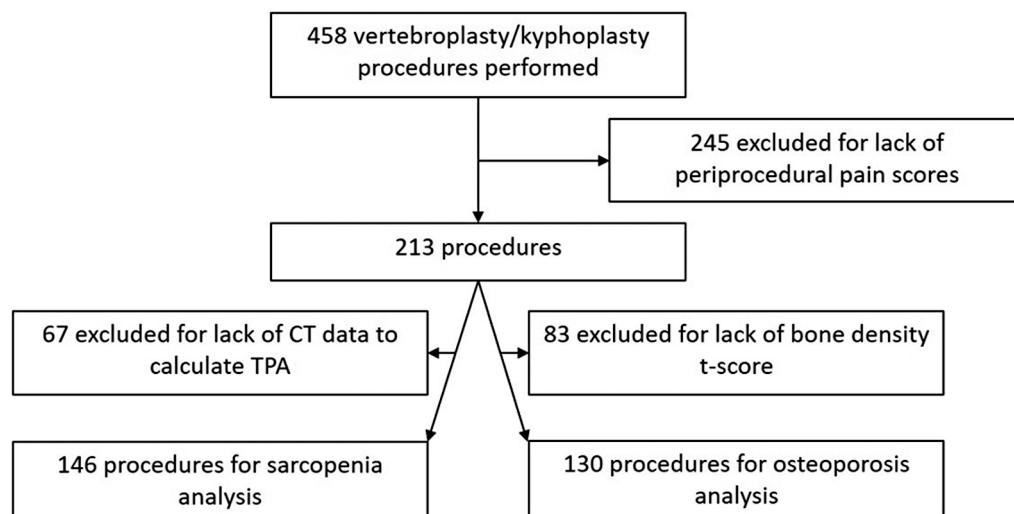 458 vertebroplasty/kyphoplasty
procedures performed
245 excluded for lack of
periprocedural pain scores
213 procedures
67 excluded for lack of CT data to
calculate TPA
83 excluded for lack of bone density
t-score
146 procedures for sarcopenia
analysis
130 procedures for osteoporosis
analysis